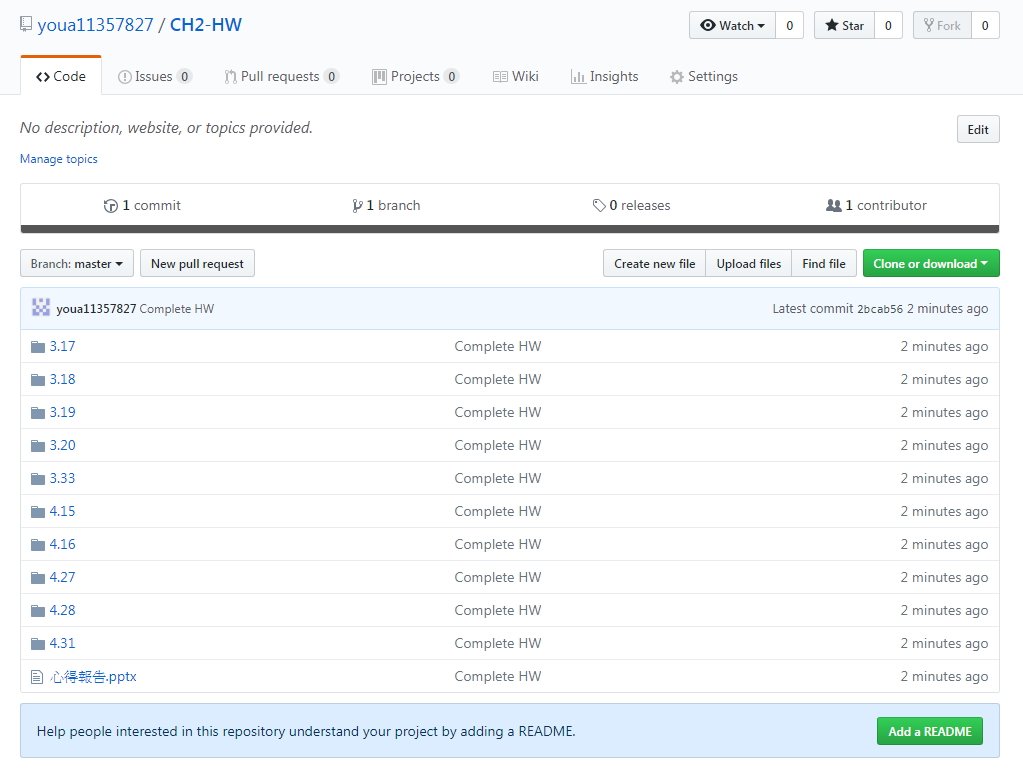 youa11357827 / CH2-HW
Watch 0 Star 0 Fork 0
Code Issues 0 Pull requests 0 Projects 0 Wiki Insights Settings
No description, website, or topics provided.
Edit
Manage topics
1 commit 1 branch 0 releases 1 contributor
Branch: master New pull request Create new file Upload files Find file Clone or download
youa11357827 Complete HW Latest commit 2bcab56 2 minutes ago
3.17 Complete HW 2 minutes ago
3.18 Complete HW 2 minutes ago
3.19 Complete HW 2 minutes ago
3.20 Complete HW 2 minutes ago
3.33 Complete HW 2 minutes ago
4.15 Complete HW 2 minutes ago
4.16 Complete HW 2 minutes ago
4.27 Complete HW 2 minutes ago
4.28 Complete HW 2 minutes ago
4.31 Complete HW 2 minutes ago
心得報告.pptx Complete HW 2 minutes ago
Help people interested in this repository understand your project by adding a README.
Add a README